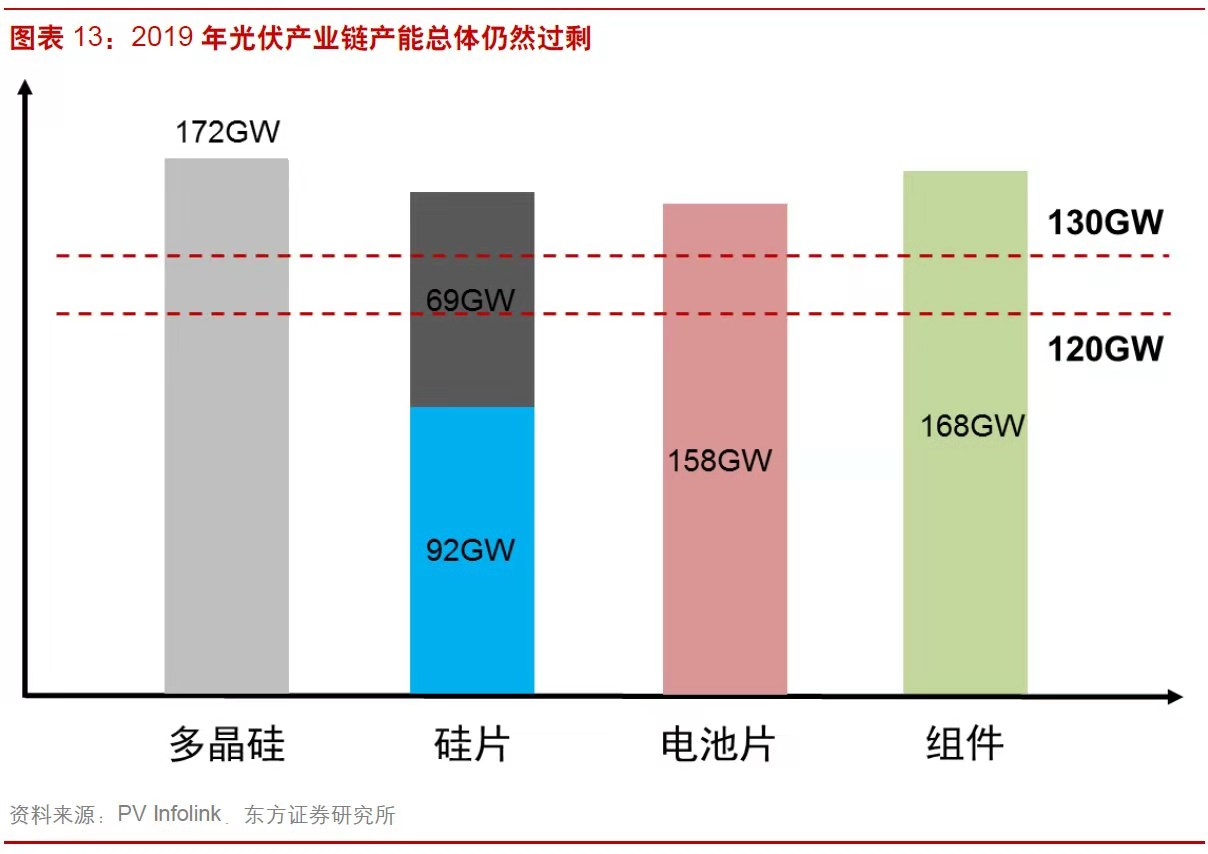 图表 13：2019 年光伏产业链产能总体仍然过剩
172GW
130GW
69GW
120GW
168GW
158GW
92GW
多晶硅
硅片
电池片
组件
资料来源：PV Infolink、东方证券研究所